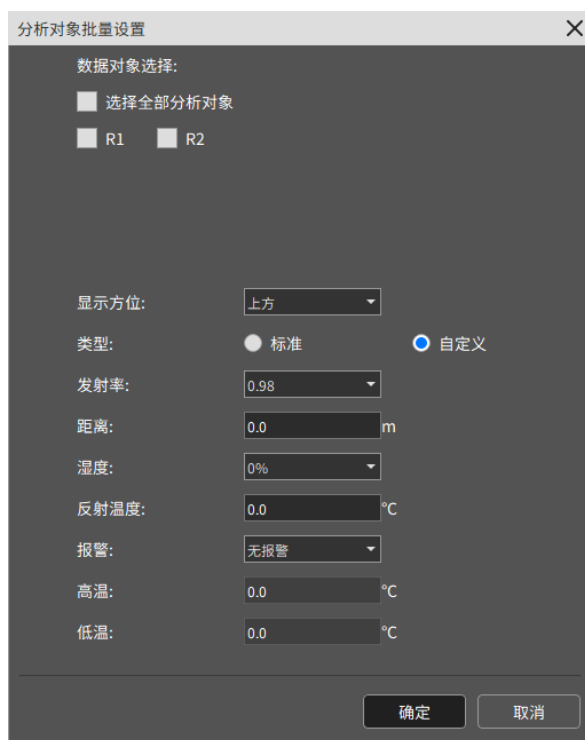 分析对象批量设置
数据对象选择:
选择全部分析对象
R1 R2
显示方位: 上方
类型: 标准 自定义
发射率: 0.98
距离: 0.0 m
湿度: 0%
反射温度: 0.0 ℃
报警: 无报警
高温: 0.0 ℃
低温: 0.0 ℃
确定 取消